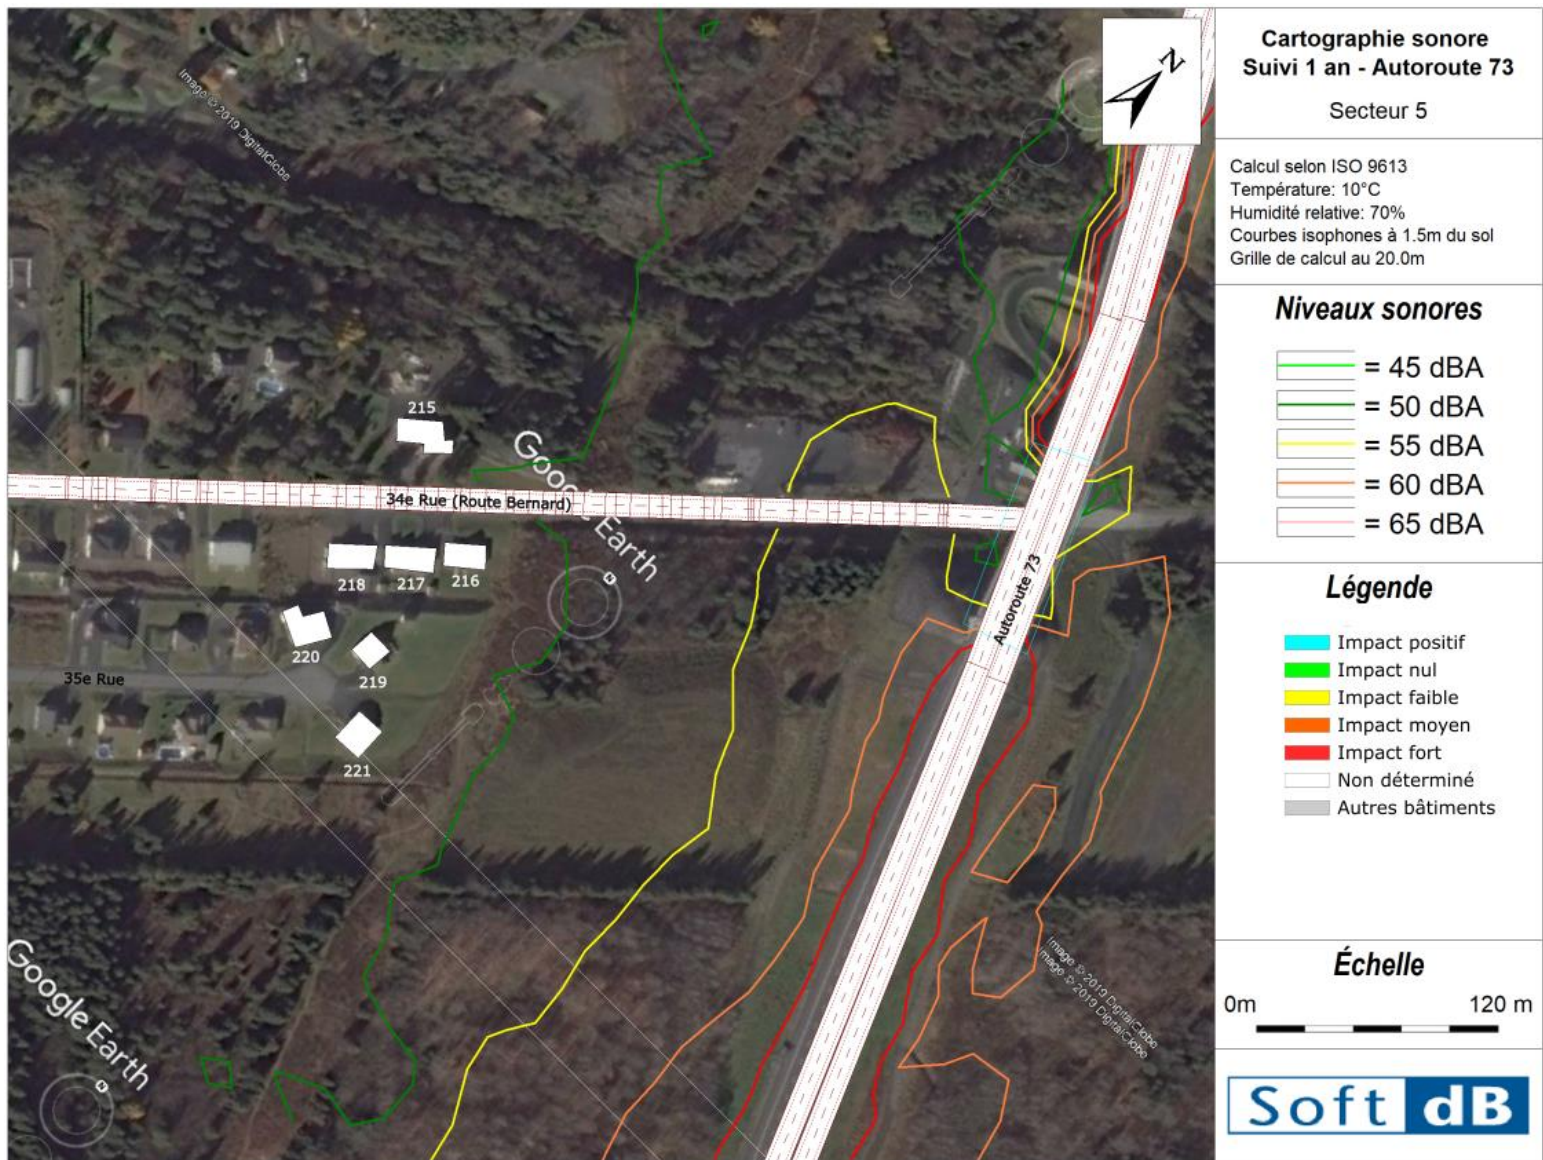 Cartographie sonore
Suivi 1 an - Autoroute 73
Secteur 5
Calcul selon ISO 9613
Température: 10°C
Humidité relative: 70%
Courbes isophones à 1.5m du sol
Grille de calcul au 20.0m
Niveaux sonores
= 45 dBA
= 50 dBA
= 55 dBA
= 60 dBA
= 65 dBA
Légende
Impact positif
Impact nul
Impact faible
Impact moyen
Impact fort
Non déterminé
Autres bâtiments
Échelle
0m 120 m
Soft dB
N
Image © 2019 DigitalGlobe
215
Google Earth
34e Rue (Route Bernard)
218 217 216
220
219
35e Rue
221
Autoroute 73
Google Earth
Image © 2019 DigitalGlobe
Image © 2019 DigitalGlobe